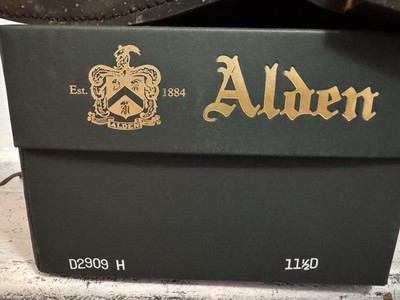 Est. 1884
Alden
ALDEN
D2909 H 11½D